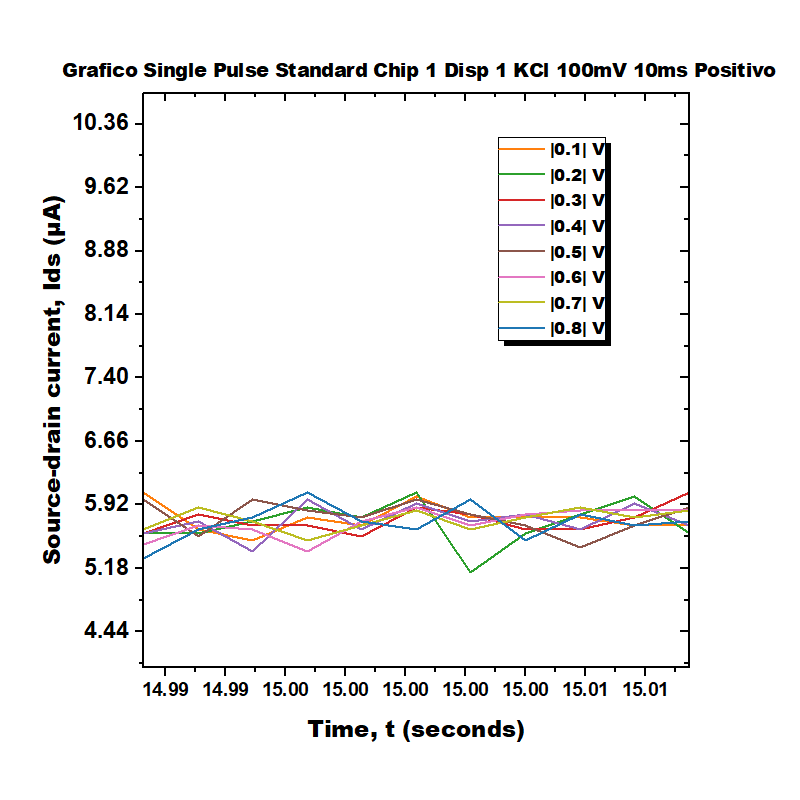 Grafico Single Pulse Standard Chip 1 Disp 1 KCl 100mV 10ms Positivo
10.36
9.62
8.88
8.14
7.40
6.66
5.92
5.18
4.44
Source-drain current, Ids (µA)
|0.1| V
|0.2| V
|0.3| V
|0.4| V
|0.5| V
|0.6| V
|0.7| V
|0.8| V
14.99 14.99 15.00 15.00 15.00 15.00 15.00 15.01 15.01
Time, t (seconds)